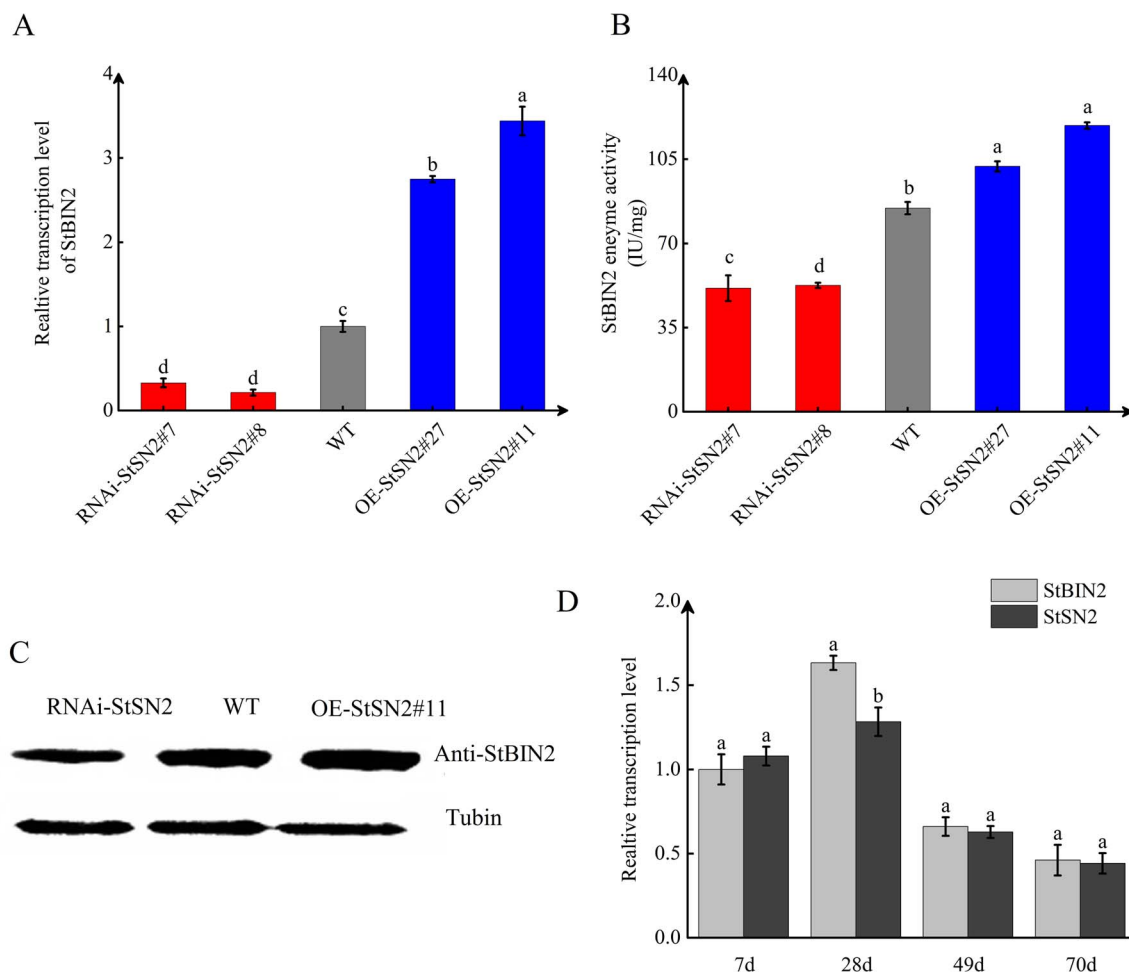 A
Realtive transcription level
of StBIN2
4
3
2
1
0
d
d
c
b
a
RNAi-StSN2#7
RNAi-StSN2#8
WT
OE-StSN2#27
OE-StSN2#11
B
StBIN2 eneyme activity
(IU/mg)
140
105
70
35
0
c
d
b
a
a
RNAi-StSN2#7
RNAi-StSN2#8
WT
OE-StSN2#27
OE-StSN2#11
C
RNAi-StSN2 WT OE-StSN2#11
Anti-StBIN2
Tubin
D
StBIN2
StSN2
Realtive transcription level
2.0
1.5
1.0
0.5
0.0
a
a
a
b
a
a
a
a
7d 28d 49d 70d